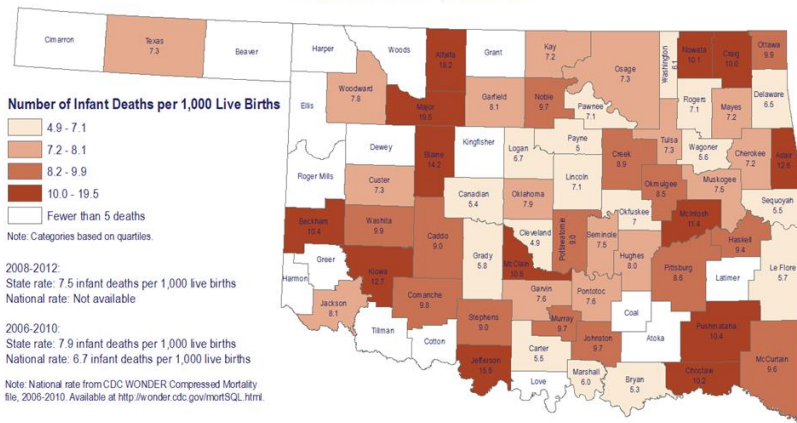 Cimarron
Texas
7.3
Beaver
Harper
Woods
Alfalfa
Grant
Kay
7.2
Osage
7.3
Washington
6.1
Nowata
10.1
Craig
10.0
Ottawa
9.9
Ellis
Woodward
7.8
Major
19.5
Garfield
8.1
Noble
9.7
Pawnee
7.1
Rogers
7.1
Mayes
7.2
Delaware
6.5
Number of Infant Deaths per 1,000 Live Births
4.9 - 7.1
7.2 - 8.1
8.2 - 9.9
10.0 - 19.5
Fewer than 5 deaths
Note: Categories based on quartiles.
Dewey
Blaine
14.2
Kingfisher
Logan
6.7
Payne
5
Creek
8.9
Tulsa
7.3
Wagoner
5.6
Cherokee
7.2
Adair
Roger Mills
Custer
7.3
Canadian
5.4
Oklahoma
7.9
Lincoln
7.1
Okmulgee
8.5
Muskogee
7.5
Sequoyah
5.5
Beckham
10.4
Washita
9.9
Caddo
9.0
Grady
5.8
Cleveland
4.9
Pottawatomie
9.0
Seminole
7.5
Okfuskee
7
McIntosh
11.4
Haskell
9.4
Greer
Kiowa
12.7
McClain
Hughes
8.0
Pittsburg
8.6
Latimer
Le Flore
5.7
Harmon
Jackson
8.1
Comanche
9.8
Stephens
9.0
Garvin
7.6
Pontotoc
7.6
Murray
9.7
Coal
Tillman
Cotton
Jefferson
Carter
5.5
Johnston
9.7
Atoka
Pushmataha
10.4
McCurtain
9.6
Love
Marshall
6.0
Bryan
5.3
Choctaw
10.2
2008-2012:
State rate: 7.5 infant deaths per 1,000 live births
National rate: Not available
2006-2010:
State rate: 7.9 infant deaths per 1,000 live births
National rate: 6.7 infant deaths per 1,000 live births
Note: National rate from CDC WONDER Compressed Mortality
file, 2006-2010. Available at http://wonder.cdc.gov/mortSQL.html.